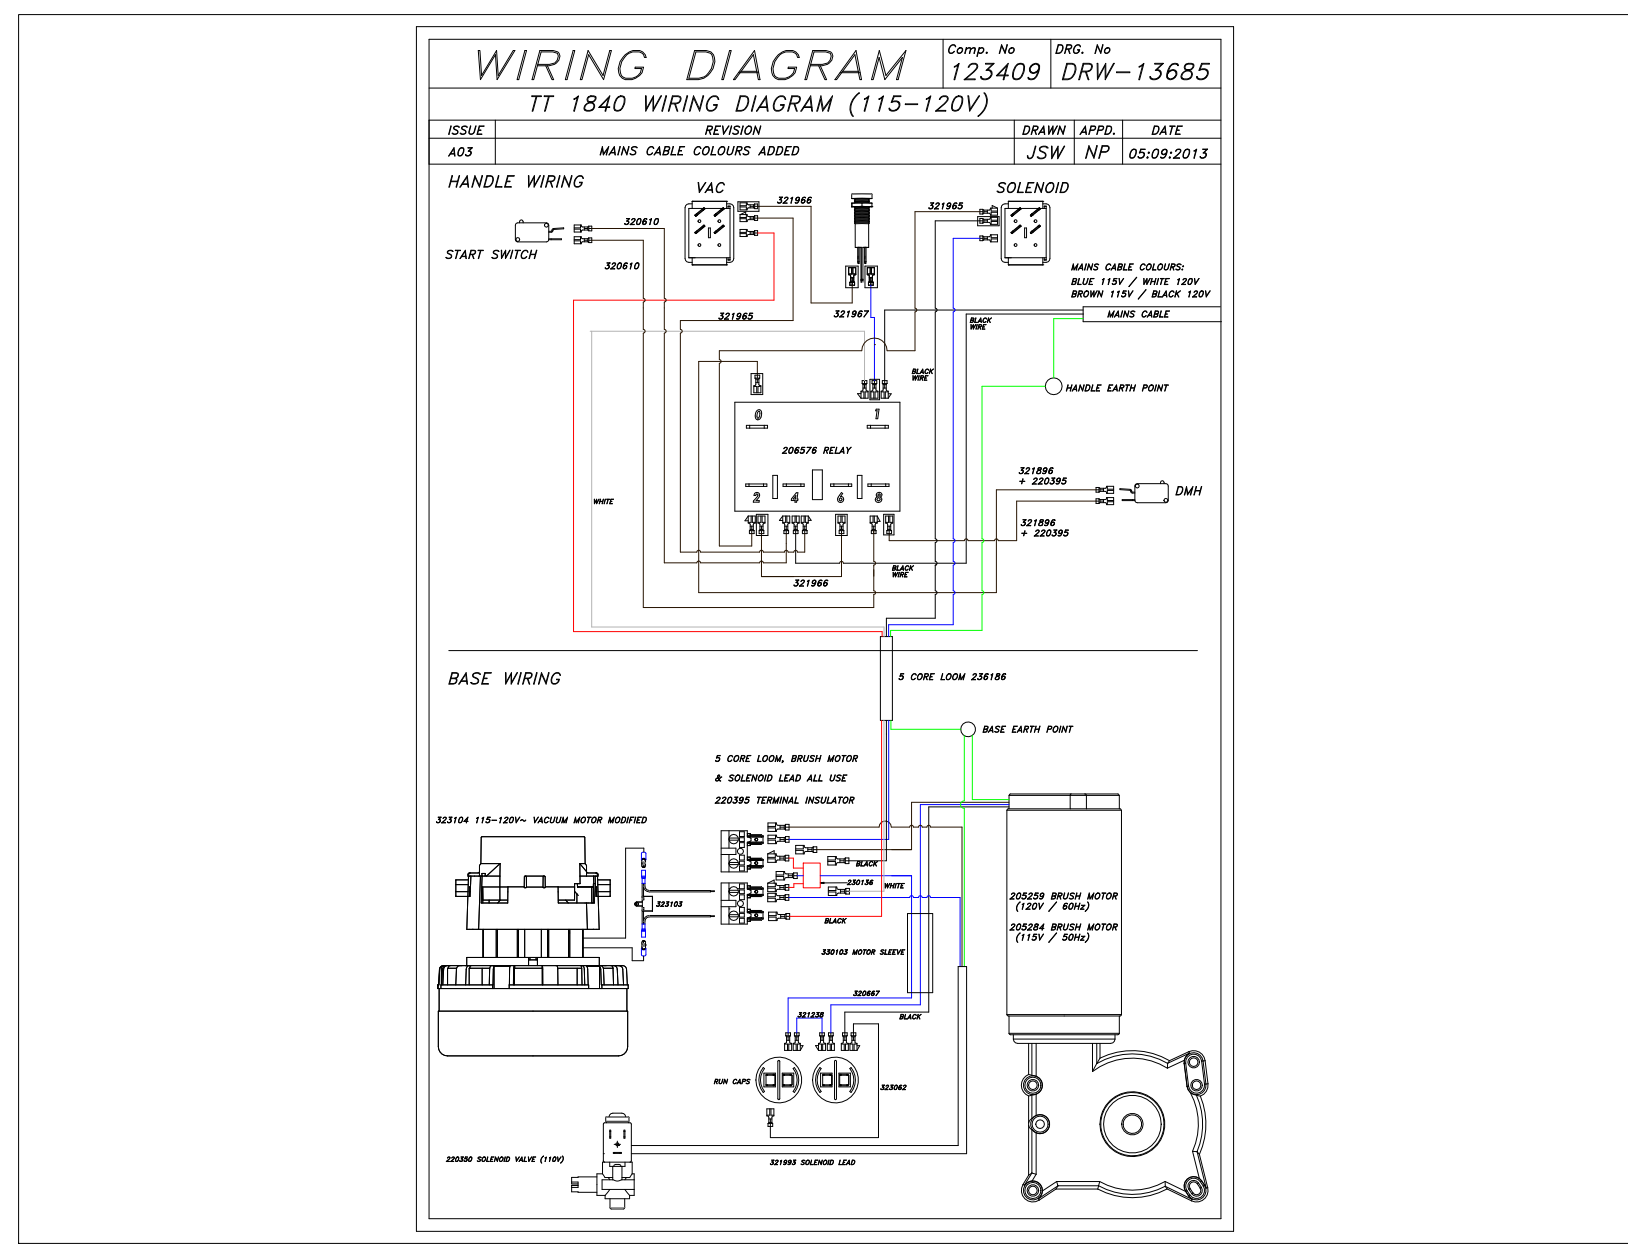 WIRING DIAGRAM
Comp. No
123409
DRG. No
DRW-13685
TT 1840 WIRING DIAGRAM (115-120V)
ISSUE
REVISION
DRAWN
APPD.
DATE
A03
MAINS CABLE COLOURS ADDED
JSW
NP
05:09:2013
HANDLE WIRING
VAC
SOLENOID
321966
321965
320610
START SWITCH
320610
MAINS CABLE COLOURS:
BLUE 115V / WHITE 120V
BROWN 115V / BLACK 120V
MAINS CABLE
321965
321967
BLACK
WIRE
BLACK
WIRE
HANDLE EARTH POINT
0
1
206576 RELAY
2
4
6
8
WHITE
321896
+ 220395
DMH
321896
+ 220395
BLACK
WIRE
321966
BASE WIRING
5 CORE LOOM 236186
BASE EARTH POINT
5 CORE LOOM, BRUSH MOTOR
& SOLENOID LEAD ALL USE
220395 TERMINAL INSULATOR
323104 115-120V~ VACUUM MOTOR MODIFIED
BLACK
230136
WHITE
323103
BLACK
205259 BRUSH MOTOR
(120V / 60Hz)
205284 BRUSH MOTOR
(115V / 50Hz)
330103 MOTOR SLEEVE
320667
321238
BLACK
RUN CAPS
323062
220350 SOLENOID VALVE (110V)
321993 SOLENOID LEAD